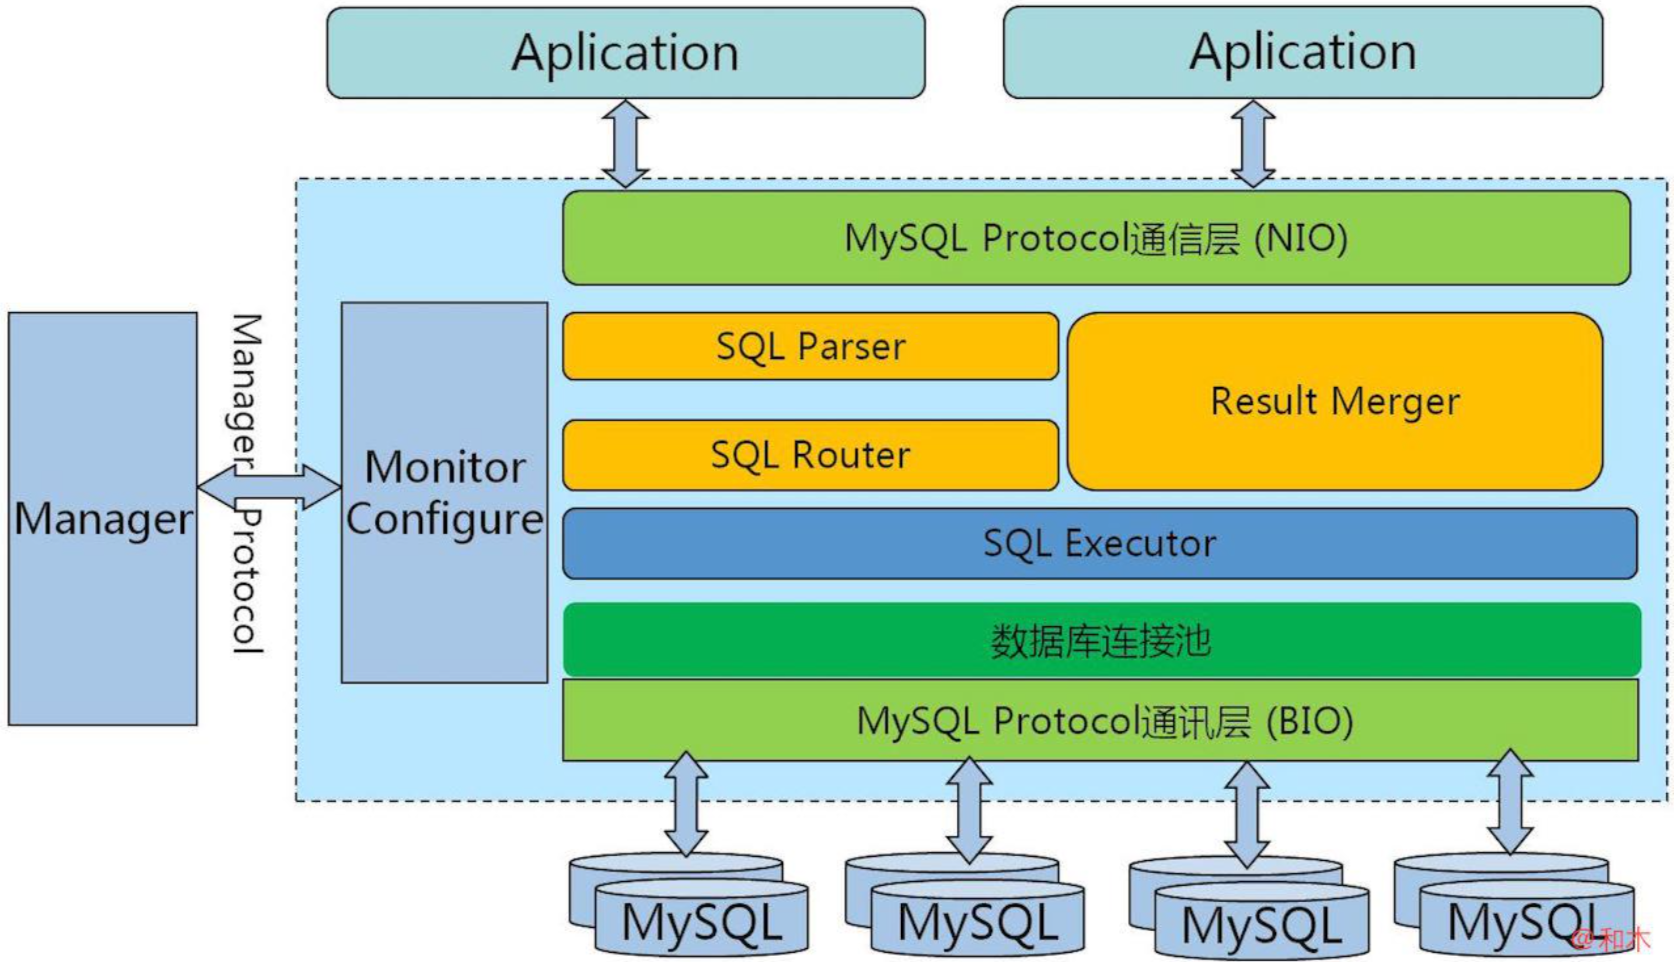 Aplication
Aplication
MySQL Protocol通信层 (NIO)
Manager Protocol
SQL Parser
Result Merger
SQL Router
Monitor
Configure
Manager
SQL Executor
数据库连接池
MySQL Protocol通讯层 (BIO)
MySQL
MySQL
MySQL
MySQL
@和木